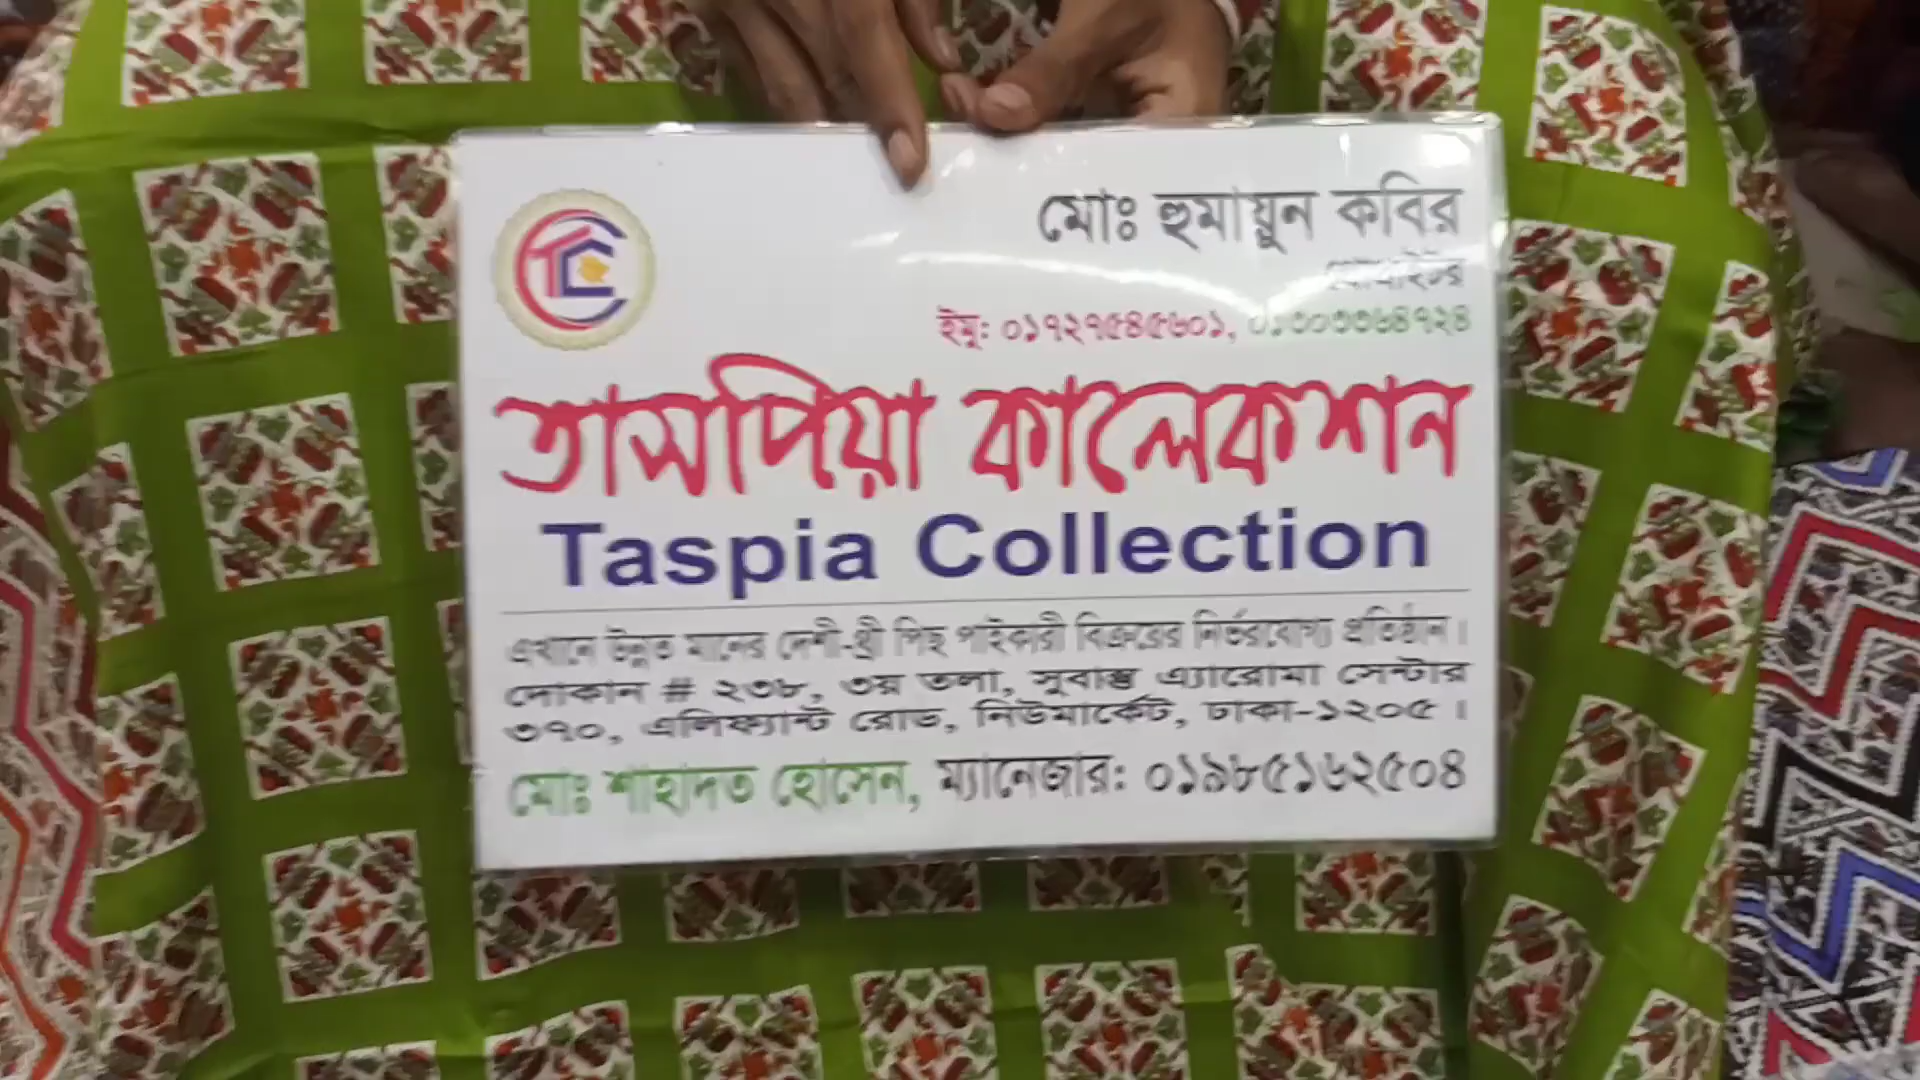 মোঃ হুমায়ুন কবির
প্রোপ্রাইটর
ইমু: ০১৭২৭৫৪৫৬০১, ০১৩০৩৩৬৪৭২৪
তাসপিয়া কালেকশন
Taspia Collection
এখানে উন্নত মানের দেশী-থ্রী পিছ পাইকারী বিক্রয়ের নির্ভরযোগ্য প্রতিষ্ঠান।
দোকান # ২৩৮, ৩য় তলা, সুবাস্তু এ্যারোমা সেন্টার
৩৭০, এলিফ্যান্ট রোড, নিউমার্কেট, ঢাকা-১২০৫ ।
মোঃ শাহাদত হোসেন, ম্যানেজার: ০১৯৮৫১৬২৫০৪